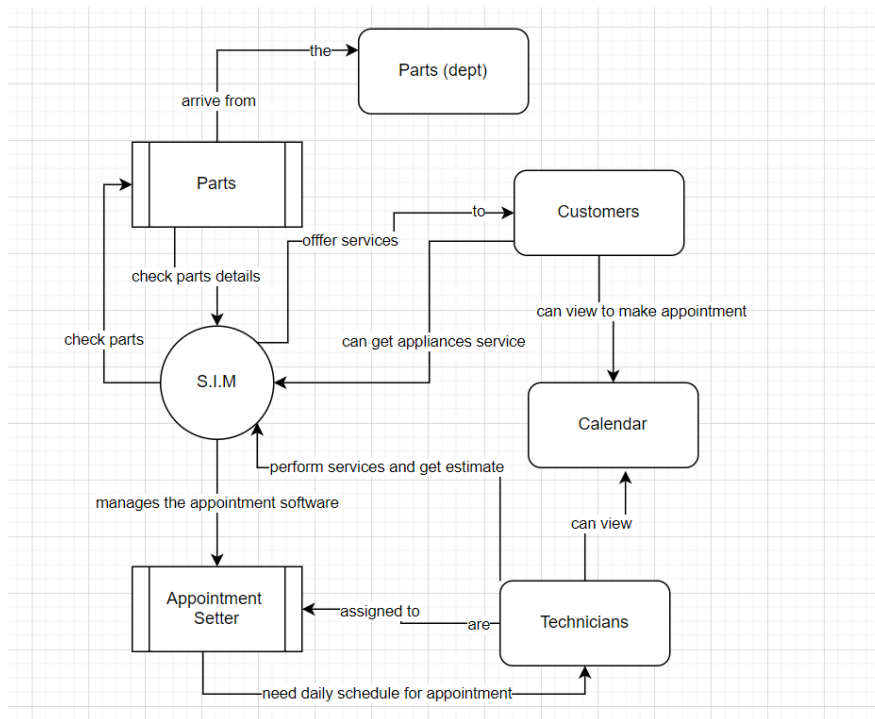 the
Parts (dept)
arrive from
Parts
to
Customers
offfer services
check parts details
can view to make appointment
check parts
can get appliances service
S.I.M
Calendar
perform services and get estimate
manages the appointment software
can view
Appointment
Setter
assigned to
are
Technicians
need daily schedule for appointment